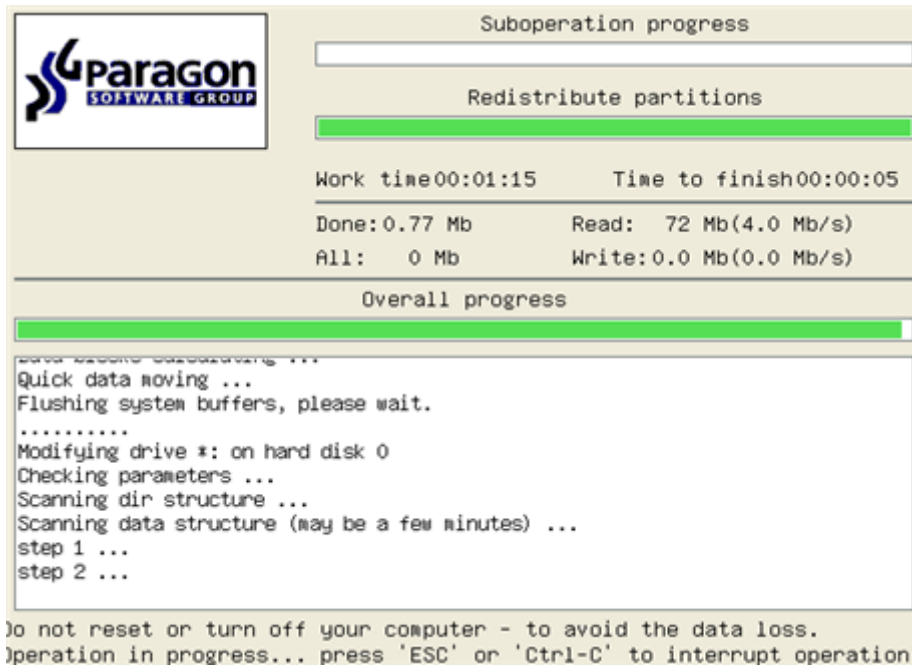 Paragon
SOFTWARE GROUP
Suboperation progress
Redistribute partitions
Work time00:01:15 Time to finish00:00:05
Done:0.77 Mb Read: 72 Mb(4.0 Mb/s)
All: 0 Mb Write:0.0 Mb(0.0 Mb/s)
Overall progress
Data blocks calculating ...
Quick data moving ...
Flushing system buffers, please wait.
..........
Modifying drive *: on hard disk 0
Checking parameters ...
Scanning dir structure ...
Scanning data structure (may be a few minutes) ...
step 1 ...
step 2 ...
Do not reset or turn off your computer - to avoid the data loss.
Operation in progress... press 'ESC' or 'Ctrl-C' to interrupt operation